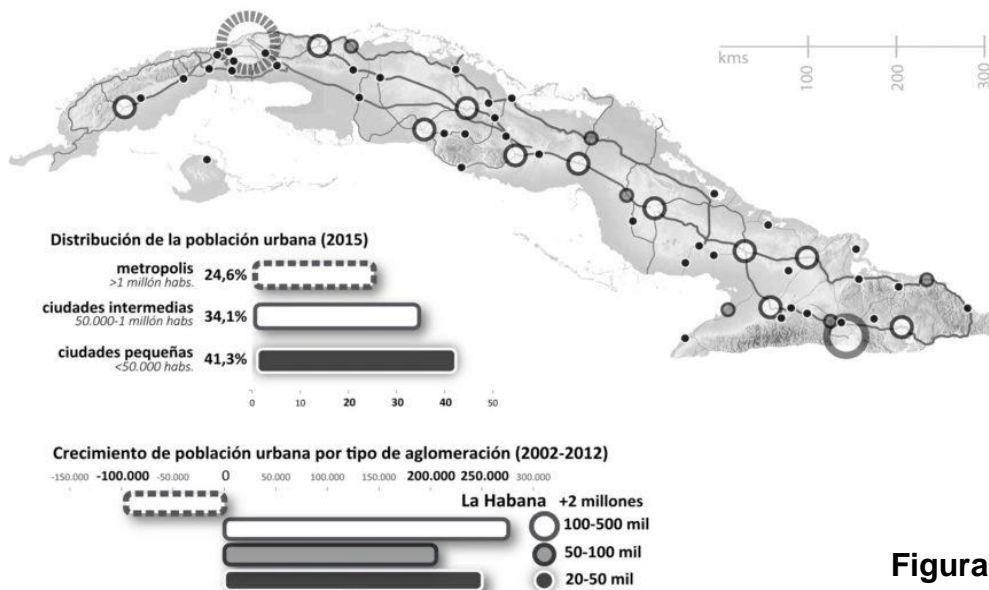 kms
100
200
300
Distribución de la población urbana (2015)
metropolis 24,6%
>1 millón habs.
ciudades intermedias 34,1%
50.000-1 millón habs
ciudades pequeñas 41,3%
<50.000 habs.
0 10 20 30 40 50
Crecimiento de población urbana por tipo de aglomeración (2002-2012)
-150.000 -100.000 -50.000 0 50.000 100.000 150.000 200.000 250.000 300.000
La Habana +2 millones
100-500 mil
50-100 mil
20-50 mil
Figura